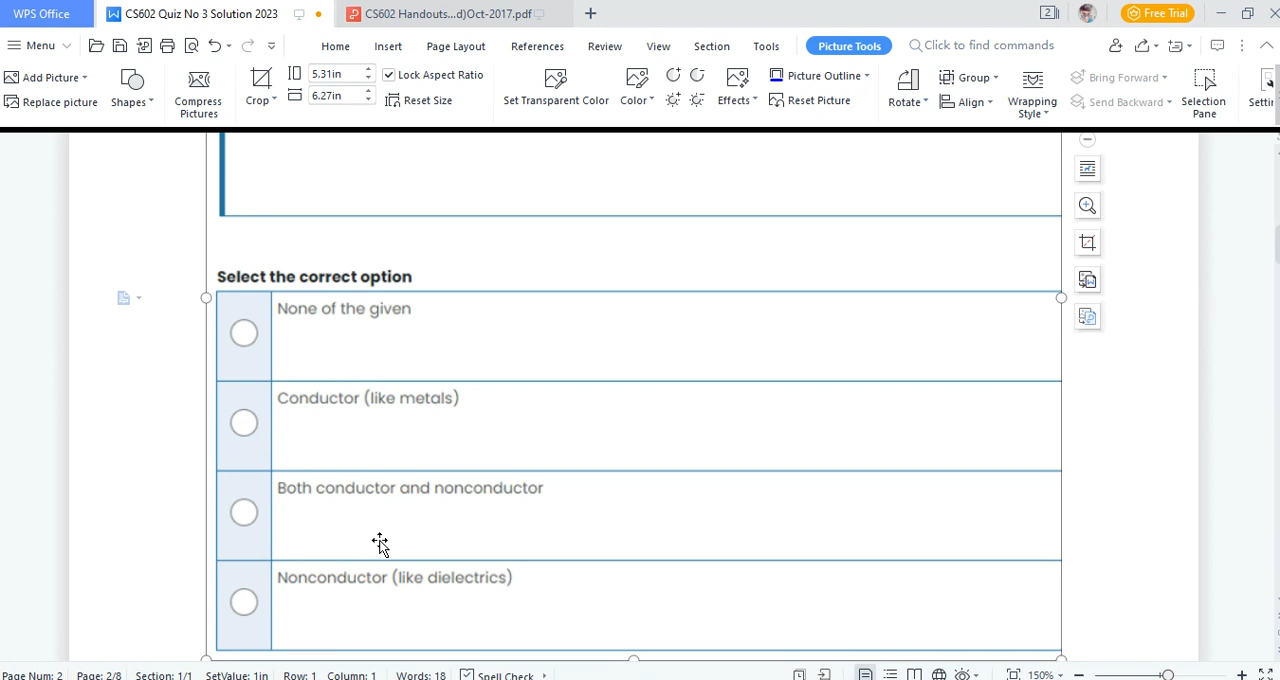 WPS Office
CS602 Quiz No 3 Solution 2023
CS602 Handouts...d)Oct-2017.pdf
Free Trial
Menu
Home
Insert
Page Layout
References
Review
View
Section
Tools
Picture Tools
Click to find commands
Add Picture
Replace picture
Shapes
Compress
Pictures
Crop
5.31in
6.27in
Lock Aspect Ratio
Reset Size
Set Transparent Color
Color
Effects
Picture Outline
Reset Picture
Rotate
Group
Align
Wrapping
Style
Bring Forward
Send Backward
Selection
Pane
Settin
Select the correct option
None of the given
Conductor (like metals)
Both conductor and nonconductor
Nonconductor (like dielectrics)
Page Num: 2 Page: 2/8 Section: 1/1 SetValue: 1in Row: 1 Column: 1 Words: 18 Spell Check 150%